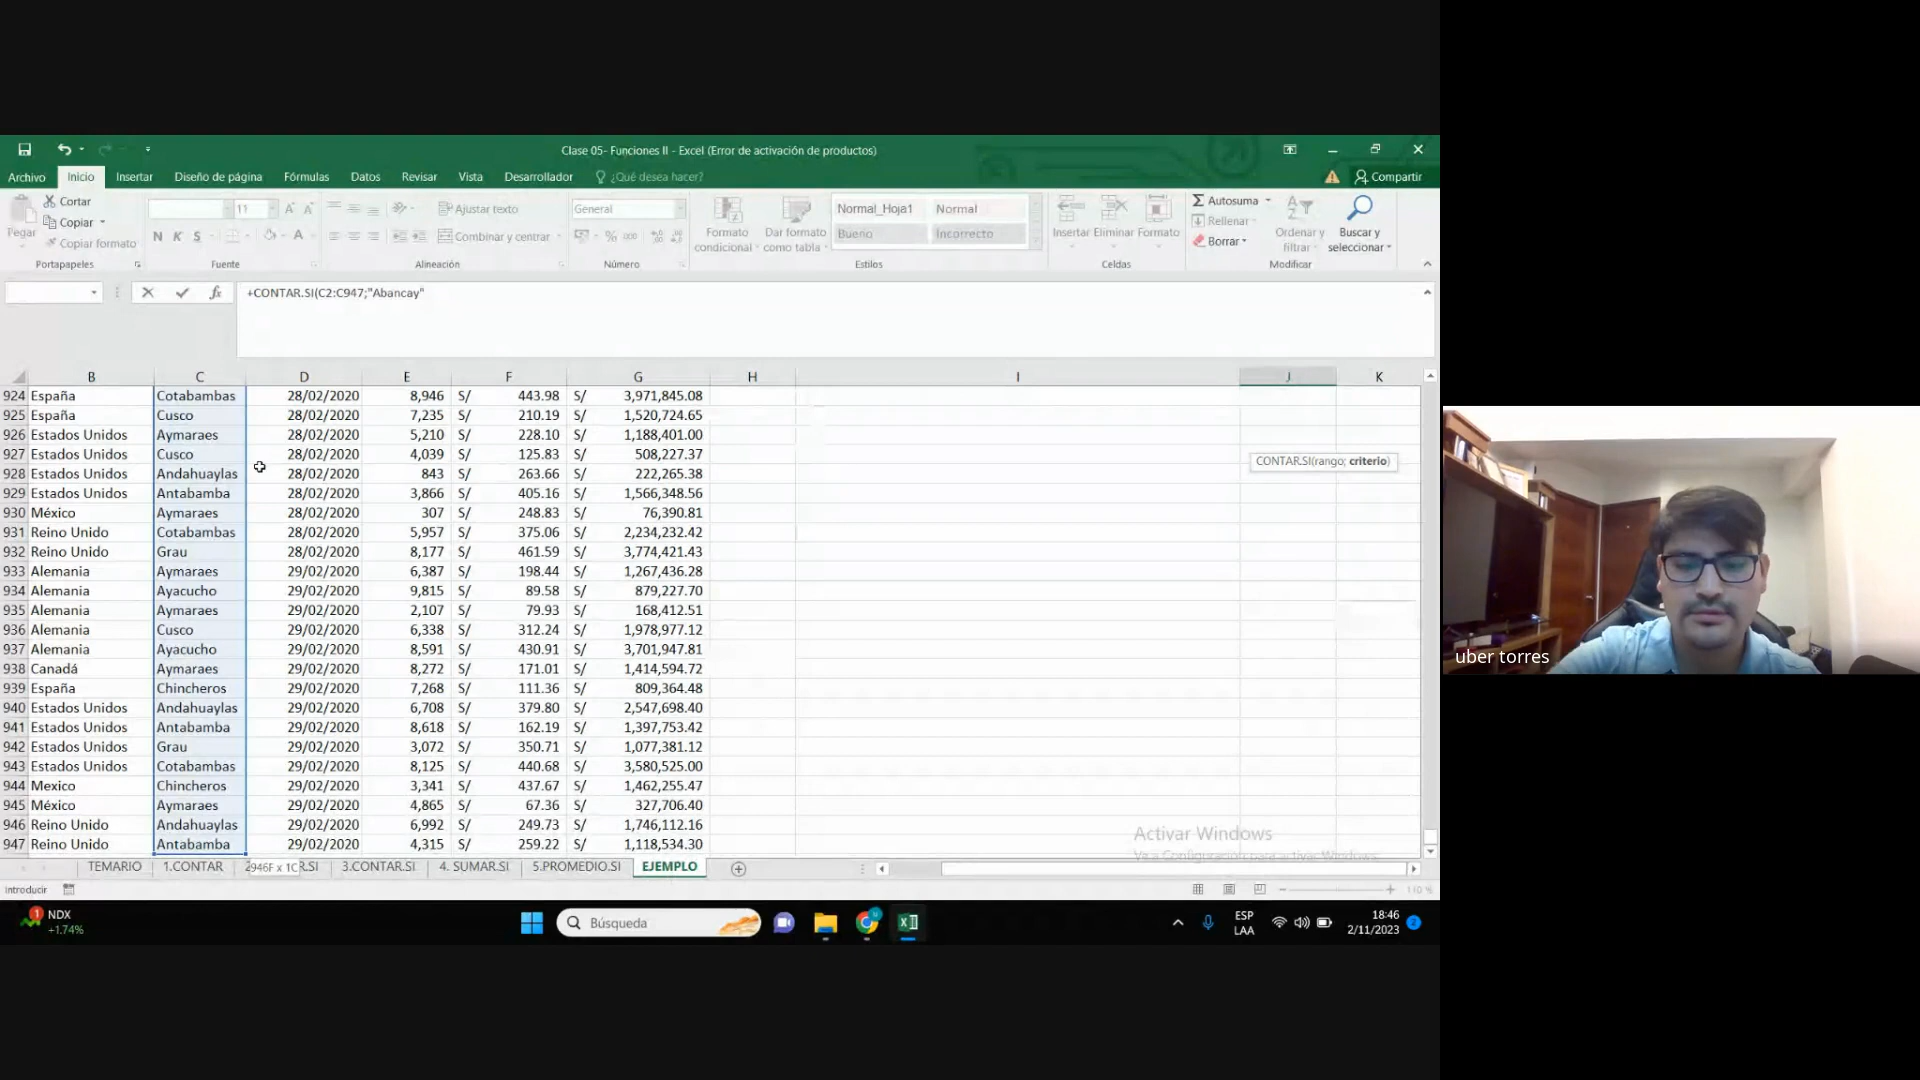 Clase 05- Funciones II - Excel (Error de activación de productos)
Archivo Inicio Insertar Diseño de página Fórmulas Datos Revisar Vista Desarrollador ¿Qué desea hacer? Compartir
Pegar
Cortar
Copiar
Copiar formato
Portapapeles
11
N K S
Fuente
Ajustar texto
Combinar y centrar
Alineación
General
% 000
Número
Formato condicional
Dar formato como tabla
Normal_Hoja1 Normal
Bueno Incorrecto
Estilos
Insertar Eliminar Formato
Celdas
Autosuma
Rellenar
Borrar
Ordenar y filtrar
Buscar y seleccionar
Modificar
+CONTAR.SI(C2:C947;"Abancay"
B C D E F G H I J K
924 España Cotabambas 28/02/2020 8,946 S/ 443.98 S/ 3,971,845.08
925 España Cusco 28/02/2020 7,235 S/ 210.19 S/ 1,520,724.65
926 Estados Unidos Aymaraes 28/02/2020 5,210 S/ 228.10 S/ 1,188,401.00
927 Estados Unidos Cusco 28/02/2020 4,039 S/ 125.83 S/ 508,227.37
CONTAR.SI(rango; criterio)
928 Estados Unidos Andahuaylas 28/02/2020 843 S/ 263.66 S/ 222,265.38
929 Estados Unidos Antabamba 28/02/2020 3,866 S/ 405.16 S/ 1,566,348.56
930 México Aymaraes 28/02/2020 307 S/ 248.83 S/ 76,390.81
931 Reino Unido Cotabambas 28/02/2020 5,957 S/ 375.06 S/ 2,234,232.42
932 Reino Unido Grau 28/02/2020 8,177 S/ 461.59 S/ 3,774,421.43
933 Alemania Aymaraes 29/02/2020 6,387 S/ 198.44 S/ 1,267,436.28
934 Alemania Ayacucho 29/02/2020 9,815 S/ 89.58 S/ 879,227.70
935 Alemania Aymaraes 29/02/2020 2,107 S/ 79.93 S/ 168,412.51
936 Alemania Cusco 29/02/2020 6,338 S/ 312.24 S/ 1,978,977.12
937 Alemania Ayacucho 29/02/2020 8,591 S/ 430.91 S/ 3,701,947.81
938 Canadá Aymaraes 29/02/2020 8,272 S/ 171.01 S/ 1,414,594.72
939 España Chincheros 29/02/2020 7,268 S/ 111.36 S/ 809,364.48
940 Estados Unidos Andahuaylas 29/02/2020 6,708 S/ 379.80 S/ 2,547,698.40
941 Estados Unidos Antabamba 29/02/2020 8,618 S/ 162.19 S/ 1,397,753.42
942 Estados Unidos Grau 29/02/2020 3,072 S/ 350.71 S/ 1,077,381.12
943 Estados Unidos Cotabambas 29/02/2020 8,125 S/ 440.68 S/ 3,580,525.00
944 Mexico Chincheros 29/02/2020 3,341 S/ 437.67 S/ 1,462,255.47
945 México Aymaraes 29/02/2020 4,865 S/ 67.36 S/ 327,706.40
946 Reino Unido Andahuaylas 29/02/2020 6,992 S/ 249.73 S/ 1,746,112.16
947 Reino Unido Antabamba 29/02/2020 4,315 S/ 259.22 S/ 1,118,534.30
Activar Windows
Ve a Configuración para activar Windows.
TEMARIO 1.CONTAR 946F x 1C R.SI 3.CONTAR.SI 4. SUMAR.SI 5.PROMEDIO.SI EJEMPLO
Introducir
110 %
1 NDX
+1.74%
Búsqueda
ESP
LAA
18:46
2/11/2023
2
uber torres